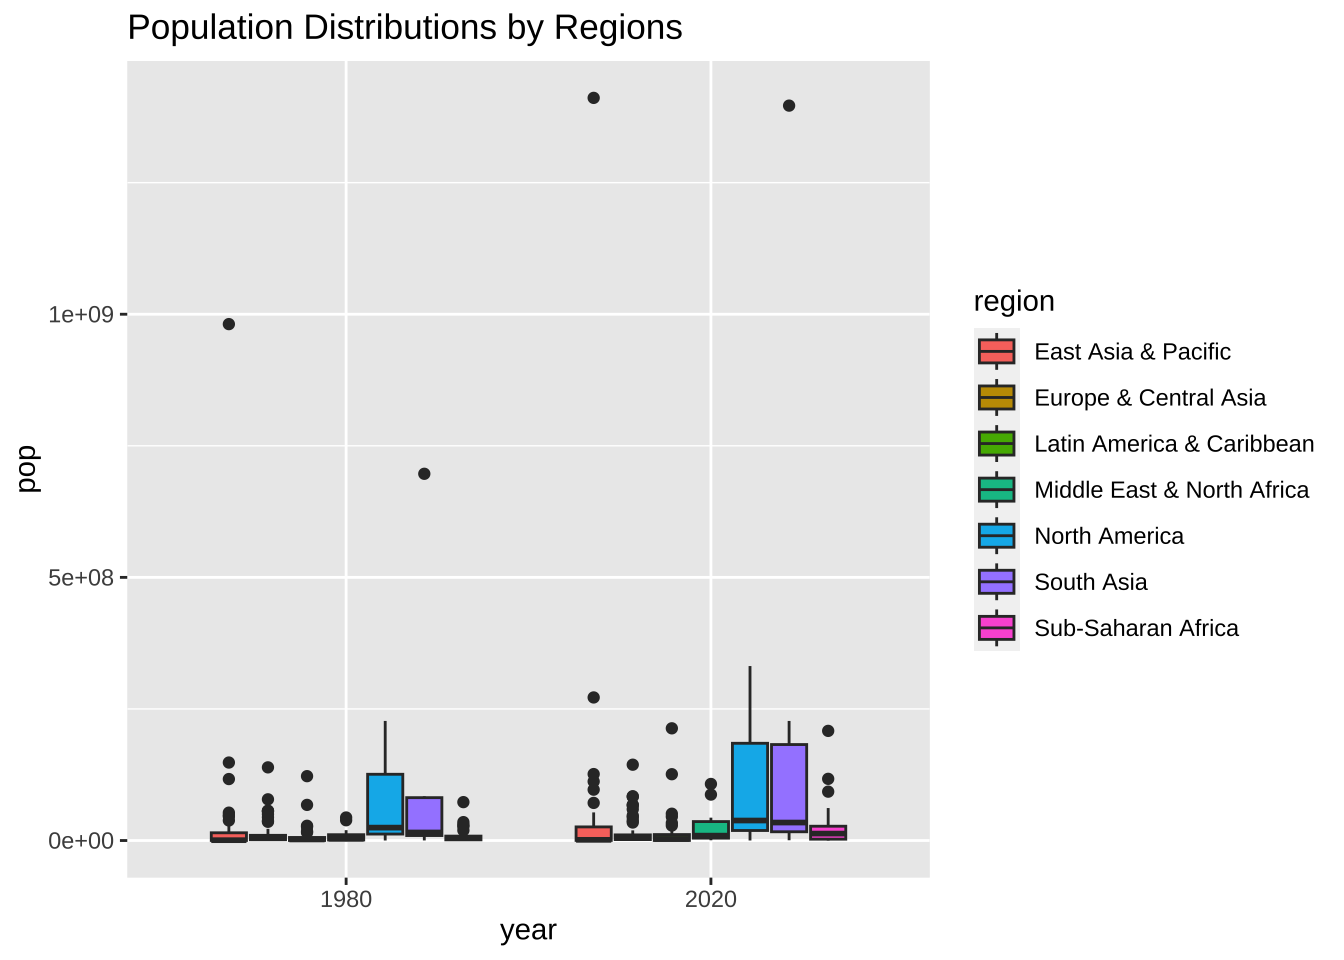 Population Distributions by Regions
1e+09
5e+08
0e+00
pop
1980
2020
year
region
East Asia & Pacific
Europe & Central Asia
Latin America & Caribbean
Middle East & North Africa
North America
South Asia
Sub-Saharan Africa